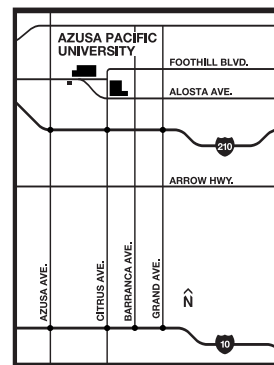 AZUSA PACIFIC
UNIVERSITY
FOOTHILL BLVD.
ALOSTA AVE.
210
ARROW HWY.
AZUSA AVE.
CITRUS AVE.
BARRANCA AVE.
GRAND AVE.
N
10